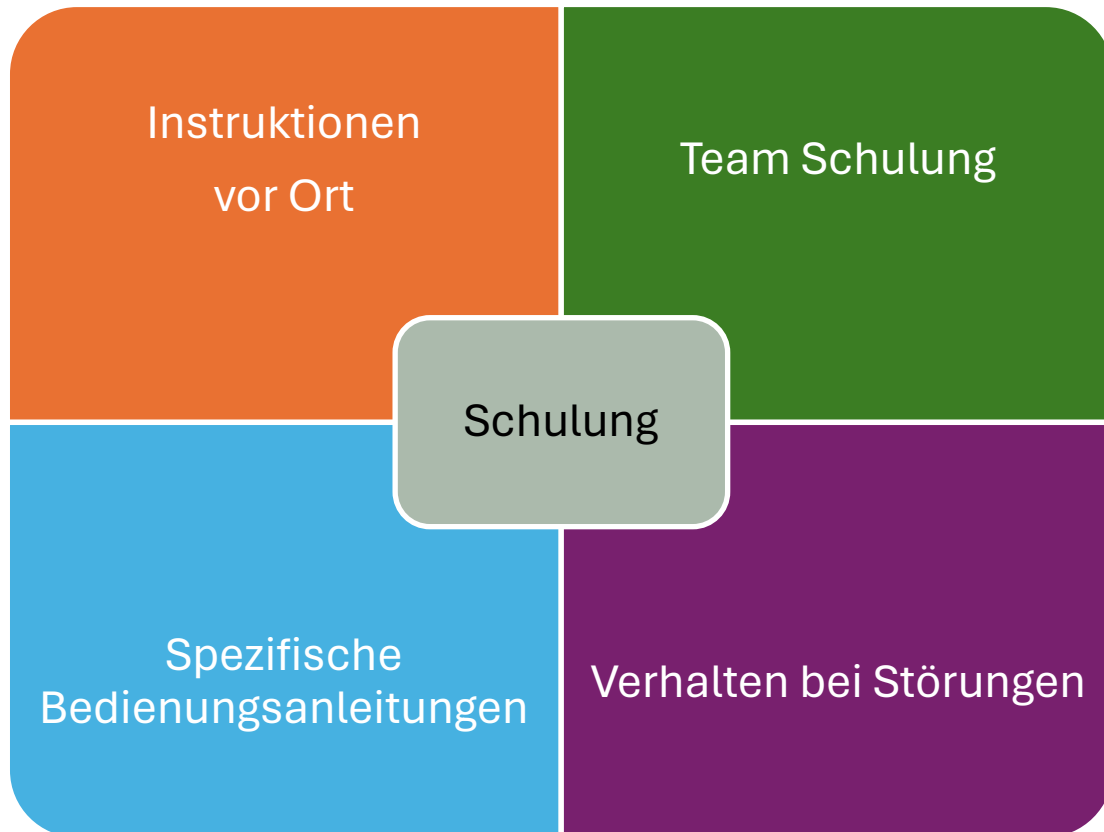 Instruktionen
vor Ort
Team Schulung
Schulung
Spezifische
Bedienungsanleitungen
Verhalten bei Störungen